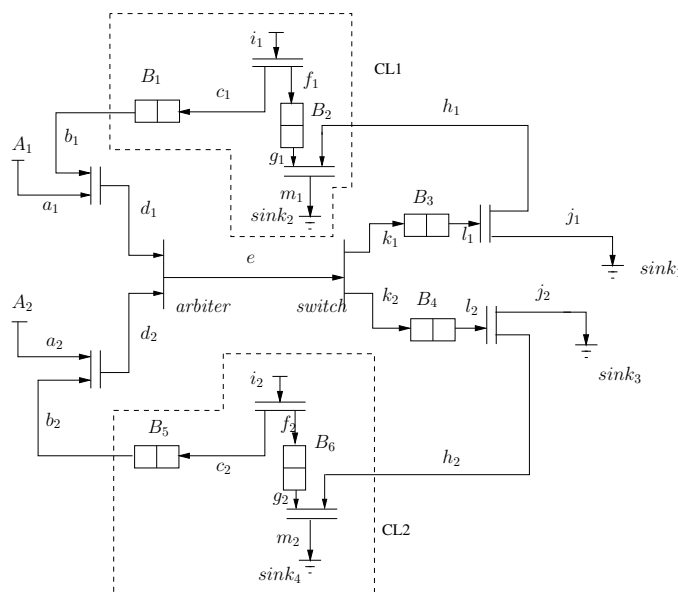 i₁
CL1
B₁
c₁
f₁
B₂
h₁
b₁
A₁
g₁
m₁
a₁
d₁
sink₂
B₃
k₁
l₁
j₁
e
sink
A₂
arbiter
switch
k₂
B₄
l₂
j₂
a₂
d₂
sink₃
i₂
b₂
B₅
f₂
B₆
c₂
h₂
g₂
m₂
CL2
sink₄